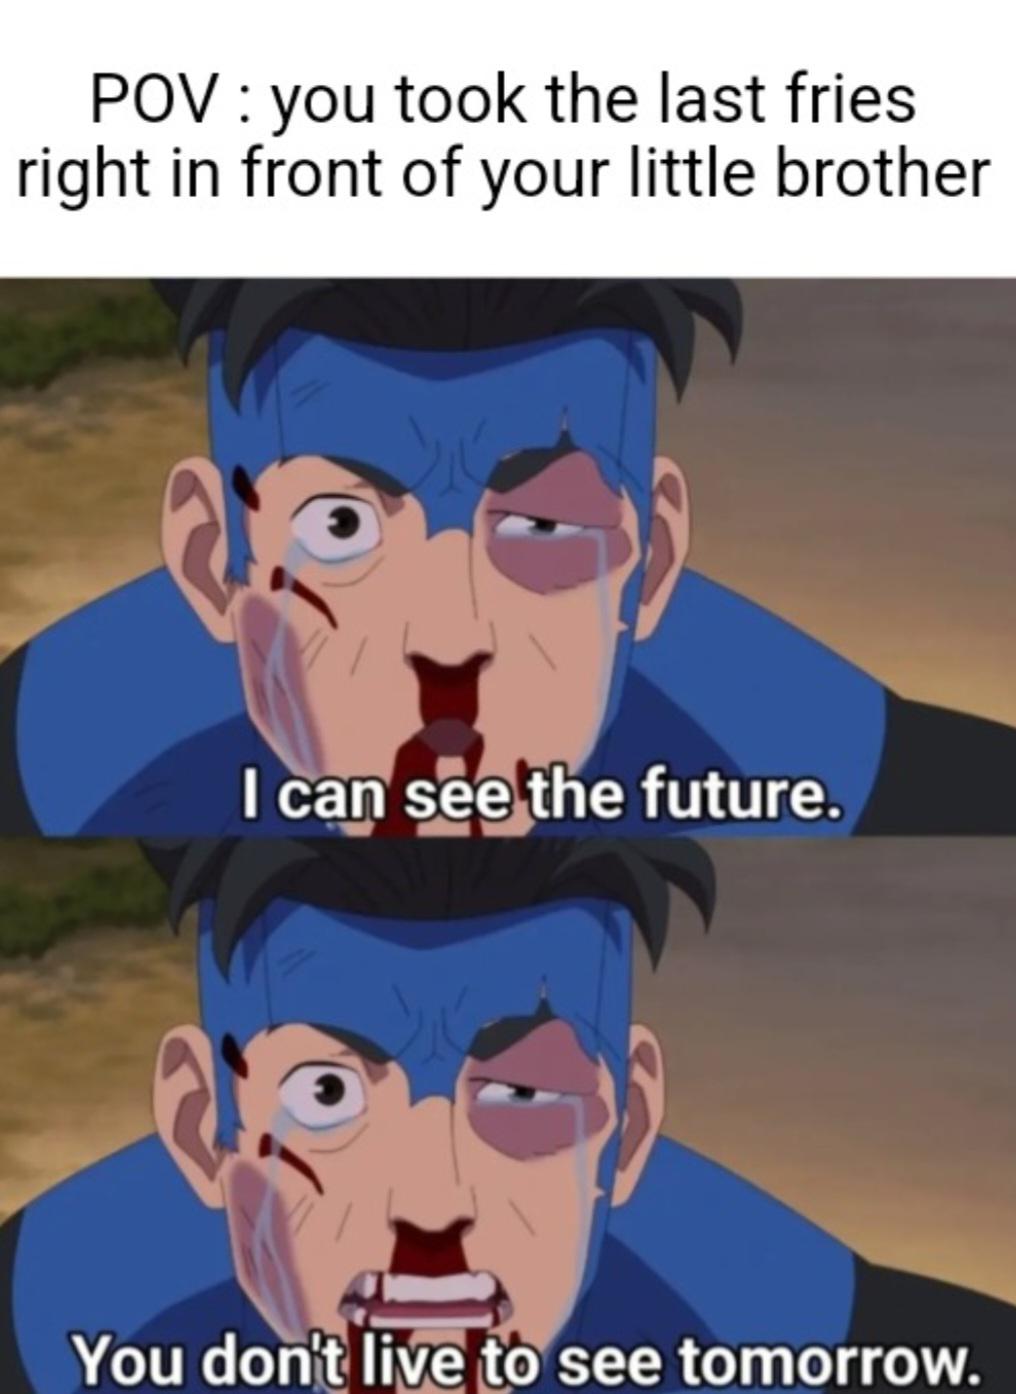 POV : you took the last fries
right in front of your little brother
I can see the future.
You don't live to see tomorrow.